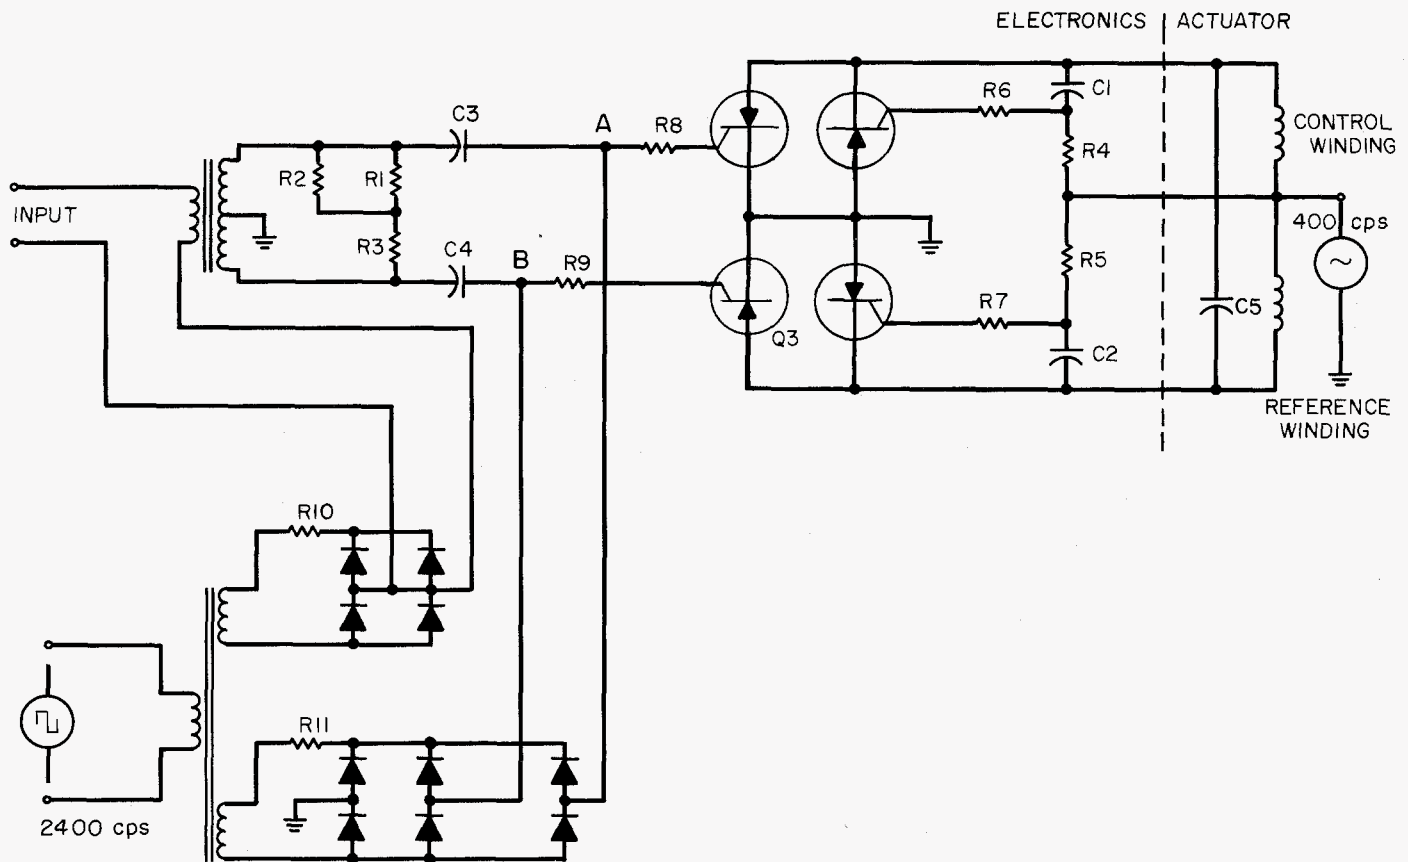 ELECTRONICS
ACTUATOR
C3
A
R8
R6
C1
CONTROL
WINDING
R2
R1
R4
INPUT
R3
C4
B
R9
400 cps
R5
R7
C5
Q3
C2
REFERENCE
WINDING
R10
R11
2400 cps